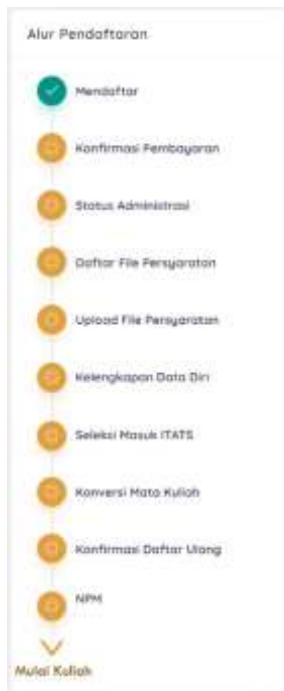 Alur Pendaftaran
Mendaftar
Konfirmasi Pembayaran
Status Administrasi
Daftar File Persyaratan
Upload File Persyaratan
Kelengkapan Data Diri
Seleksi Masuk ITATS
Konversi Mata Kuliah
Konfirmasi Daftar Ulang
NPM
Mulai Kuliah